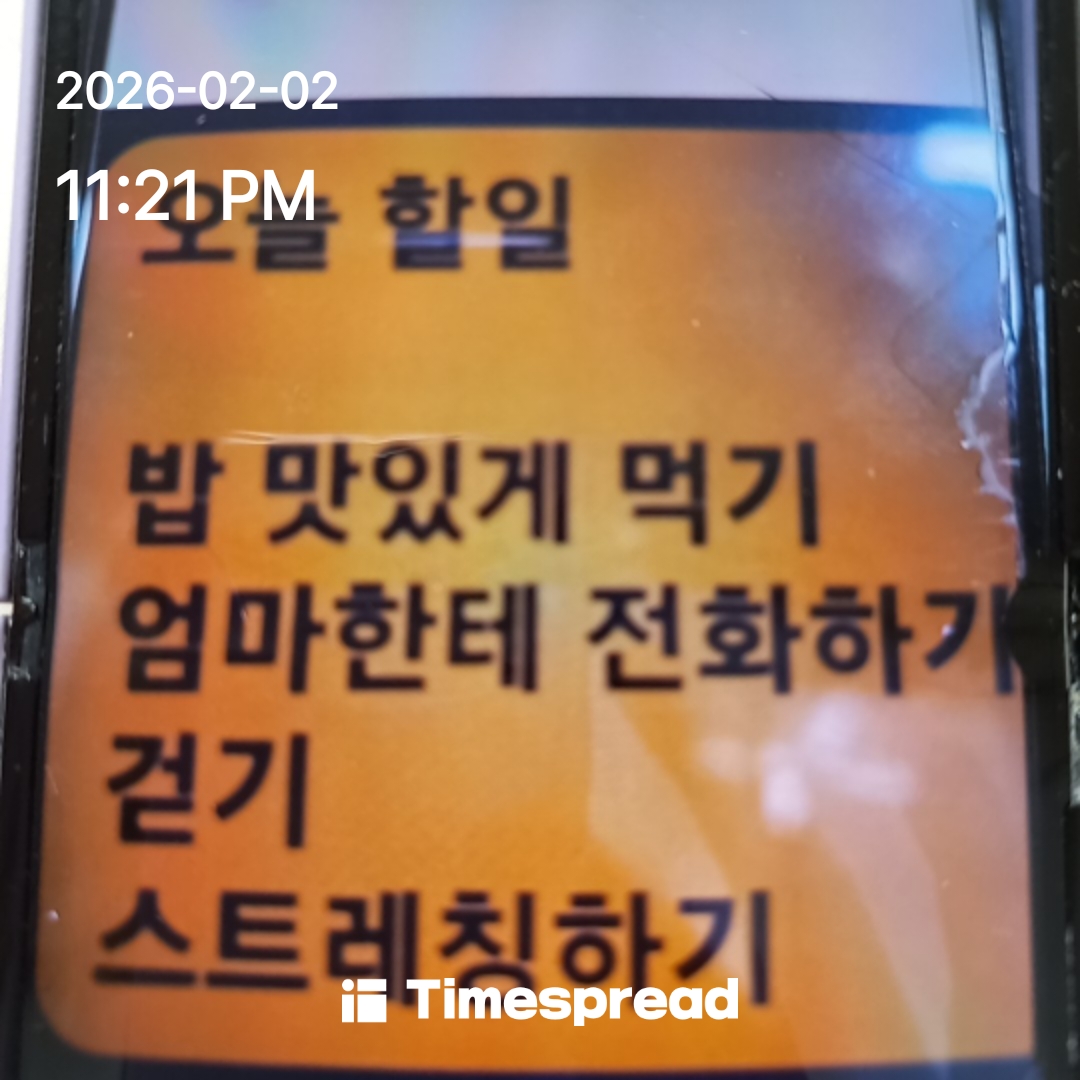 2026-02-02
11:21 PM
오늘 할일
밥 맛있게 먹기
엄마한테 전화하기
걷기
스트레칭하기
Timespread